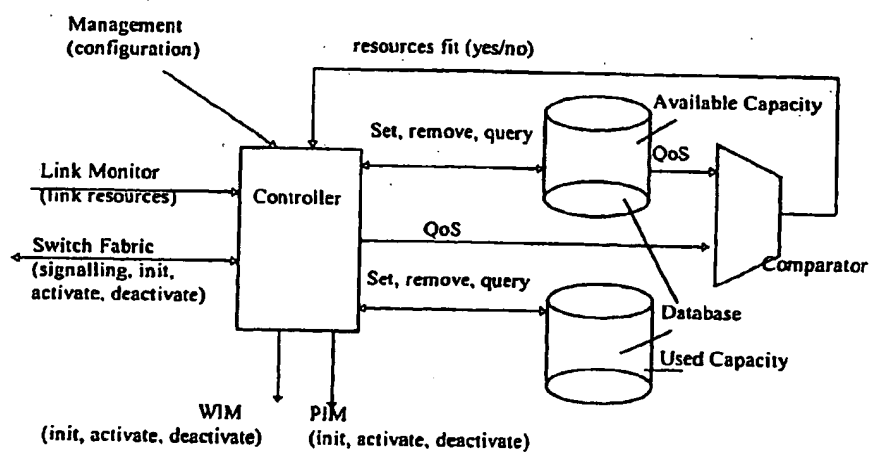 Management
(configuration)
resources fit (yes/no)
Available Capacity
Set, remove, query
QoS
Link Monitor
(link resources)
Controller
QoS
Switch Fabric
(signalling, init,
activate, deactivate)
Comparator
Set, remove, query
Database
Used Capacity
WIM
(init, activate, deactivate)
PIM
(init, activate, deactivate)